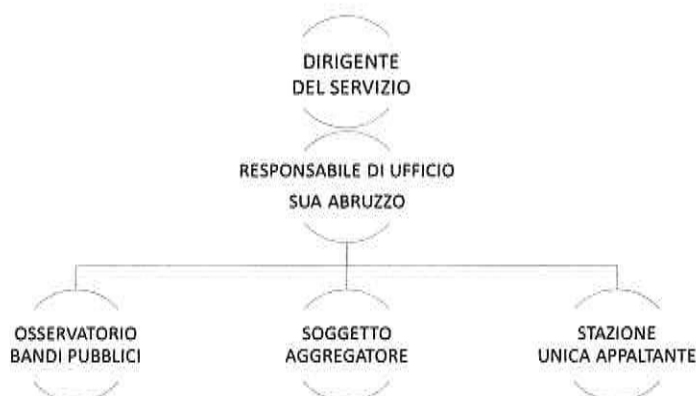 DIRIGENTE
DEL SERVIZIO
RESPONSABILE DI UFFICIO
SUA ABRUZZO
OSSERVATORIO
BANDI PUBBLICI
SOGGETTO
AGGREGATORE
STAZIONE
UNICA APPALTANTE